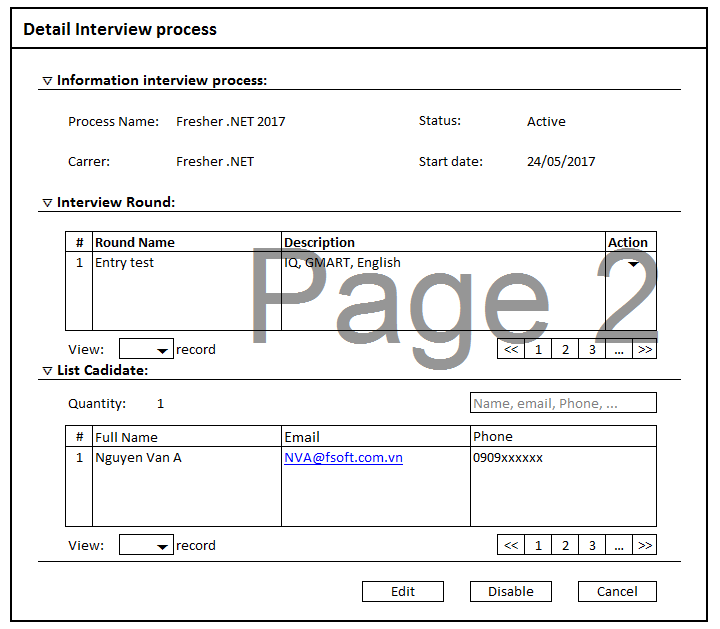 Detail Interview process
Information interview process:
Process Name: Fresher .NET 2017 Status: Active
Carrer: Fresher .NET Start date: 24/05/2017
Interview Round:
# Round Name Description Action
1 Entry test IQ, GMART, English
Page 2
View: record << 1 2 3 ... >>
List Cadidate:
Quantity: 1 Name, email, Phone, ...
# Full Name Email Phone
1 Nguyen Van A NVA@fsoft.com.vn 0909xxxxxx
View: record << 1 2 3 ... >>
Edit Disable Cancel